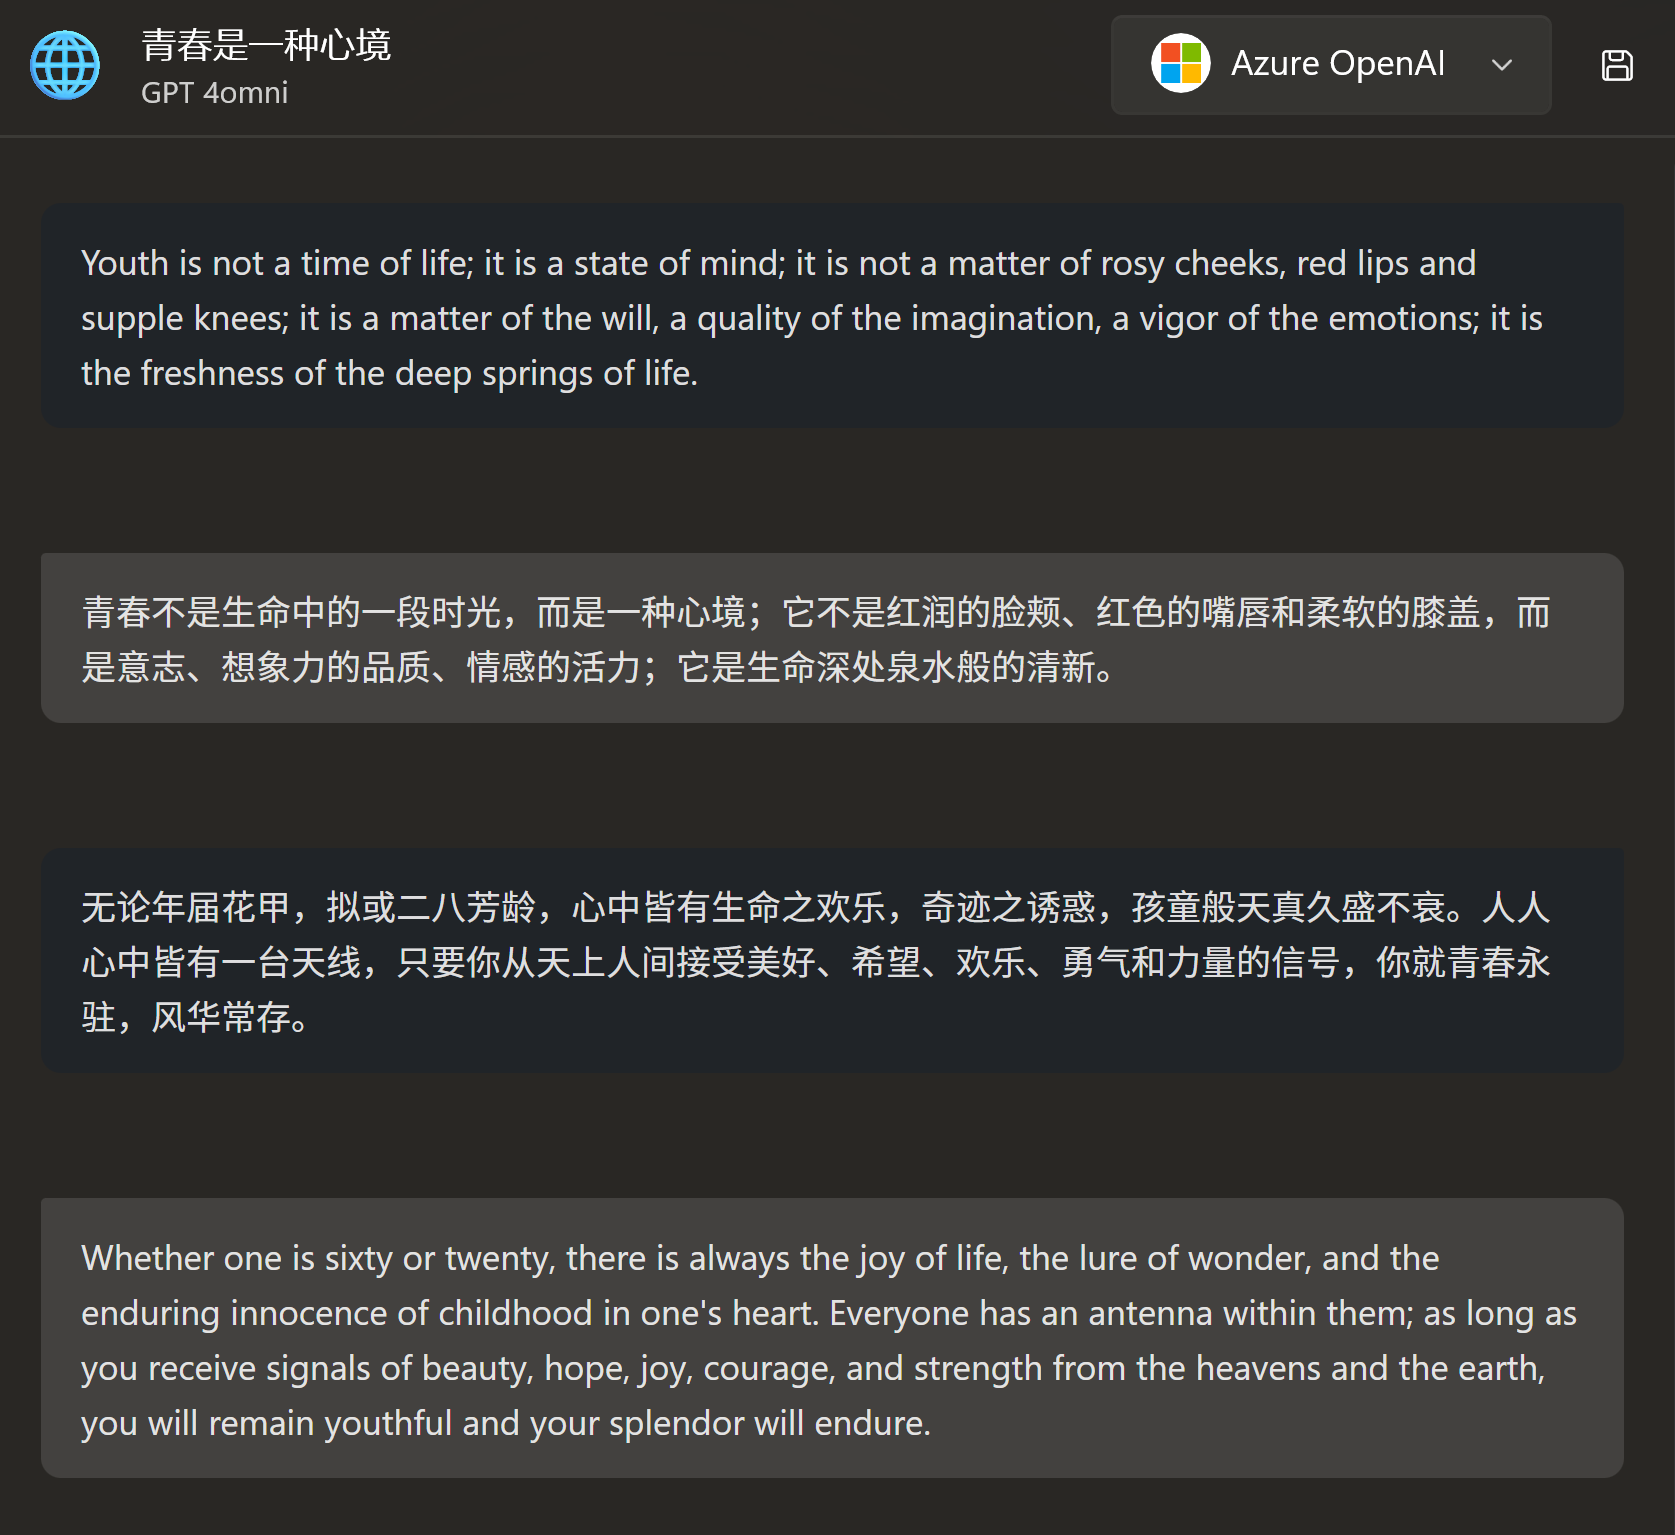 青春是一种心境
GPT 4omni
Azure OpenAI
Youth is not a time of life; it is a state of mind; it is not a matter of rosy cheeks, red lips and
supple knees; it is a matter of the will, a quality of the imagination, a vigor of the emotions; it is
the freshness of the deep springs of life.
青春不是生命中的一段时光，而是一种心境；它不是红润的脸颊、红色的嘴唇和柔软的膝盖，而
是意志、想象力的品质、情感的活力；它是生命深处泉水般的清新。
无论年届花甲，拟或二八芳龄，心中皆有生命之欢乐，奇迹之诱惑，孩童般天真久盛不衰。人人
心中皆有一台天线，只要你从天上人间接受美好、希望、欢乐、勇气和力量的信号，你就青春永
驻，风华常存。
Whether one is sixty or twenty, there is always the joy of life, the lure of wonder, and the
enduring innocence of childhood in one's heart. Everyone has an antenna within them; as long as
you receive signals of beauty, hope, joy, courage, and strength from the heavens and the earth,
you will remain youthful and your splendor will endure.